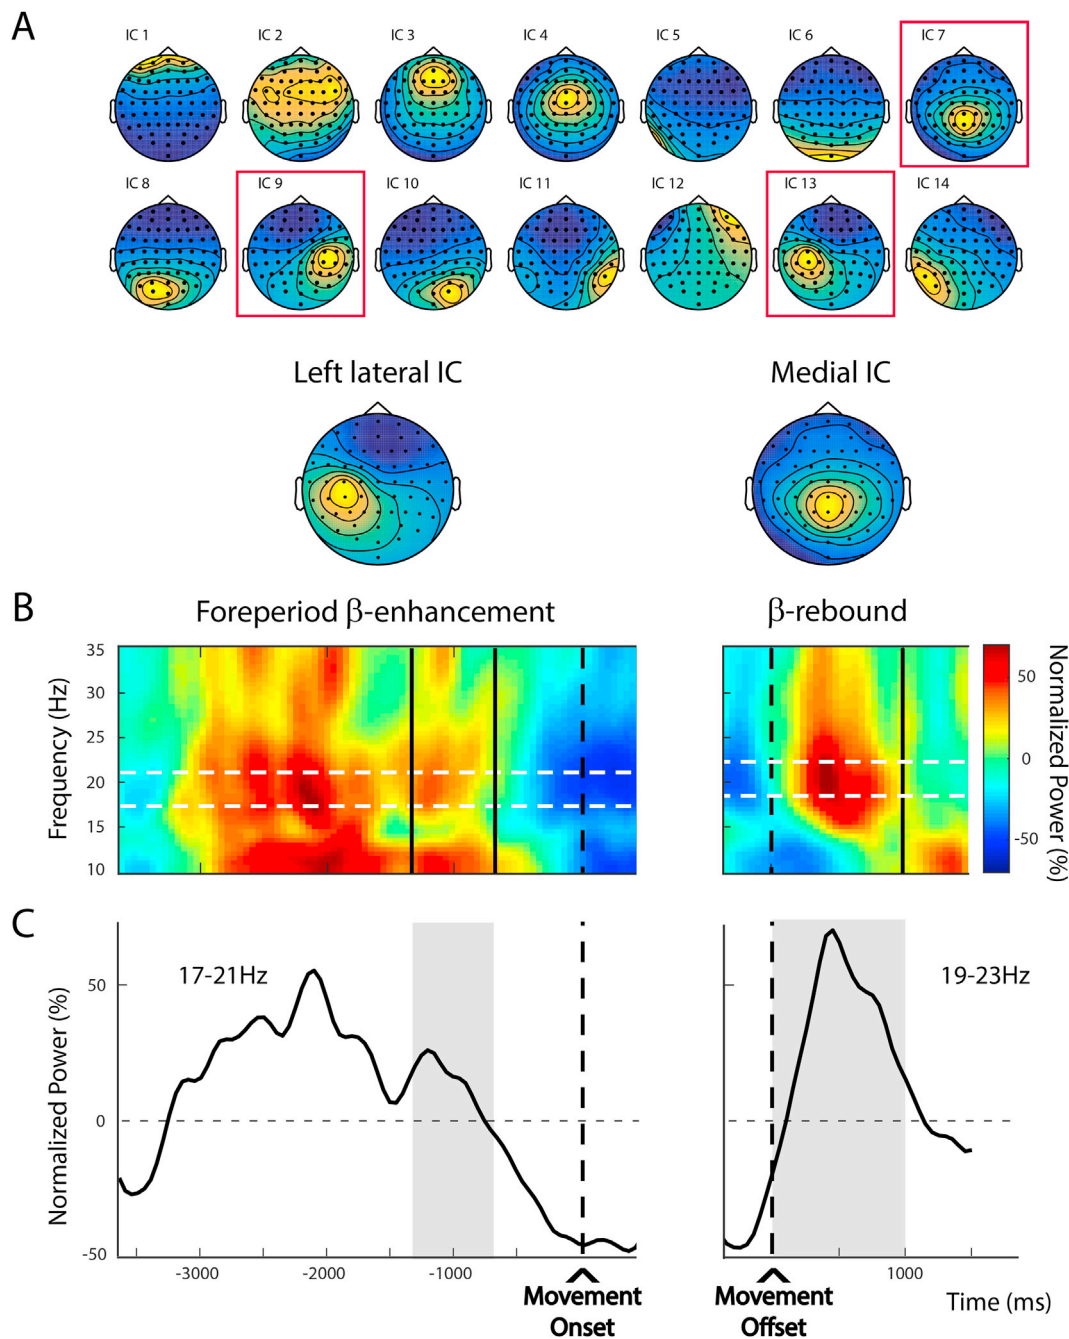 A
IC 1
IC 2
IC 3
IC 4
IC 5
IC 6
IC 7
IC 8
IC 9
IC 10
IC 11
IC 12
IC 13
IC 14
Left lateral IC
Medial IC
B
Foreperiod β-enhancement
β-rebound
Frequency (Hz)
35
30
25
20
15
10
50
0
-50
Normalized Power (%)
C
17-21Hz
19-23Hz
Normalized Power (%)
50
0
-50
-3000
-2000
-1000
1000
Movement
Onset
Movement
Offset
Time (ms)